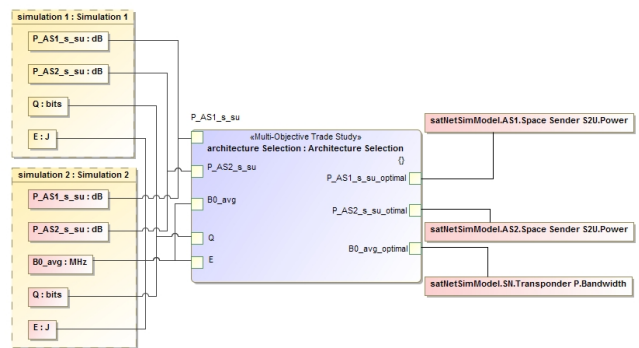 simulation 1 : Simulation 1
P_AS1_s_su : dB
P_AS2_s_su : dB
Q : bits
E : J
simulation 2 : Simulation 2
P_AS1_s_su : dB
P_AS2_s_su : dB
B0_avg : MHz
Q : bits
E : J
P_AS1_s_su
«Multi-Objective Trade Study»
architecture Selection : Architecture Selection
{}
P_AS2_s_su
B0_avg
Q
E
P_AS1_s_su_optimal
P_AS2_s_su_otimal
B0_avg_optimal
satNetSimModel.AS1.Space Sender S2U.Power
satNetSimModel.AS2.Space Sender S2U.Power
satNetSimModel.SN.Transponder P.Bandwidth